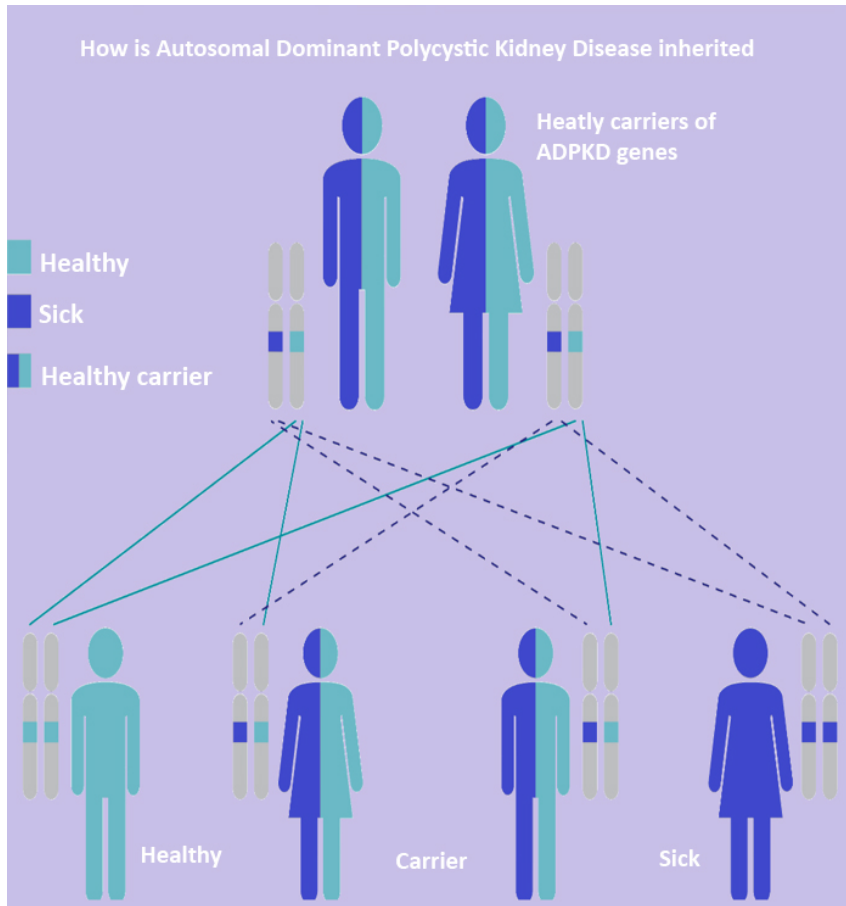 How is Autosomal Dominant Polycystic Kidney Disease inherited
Heatly carriers of
ADPKD genes
Healthy
Sick
Healthy carrier
Healthy
Carrier
Sick